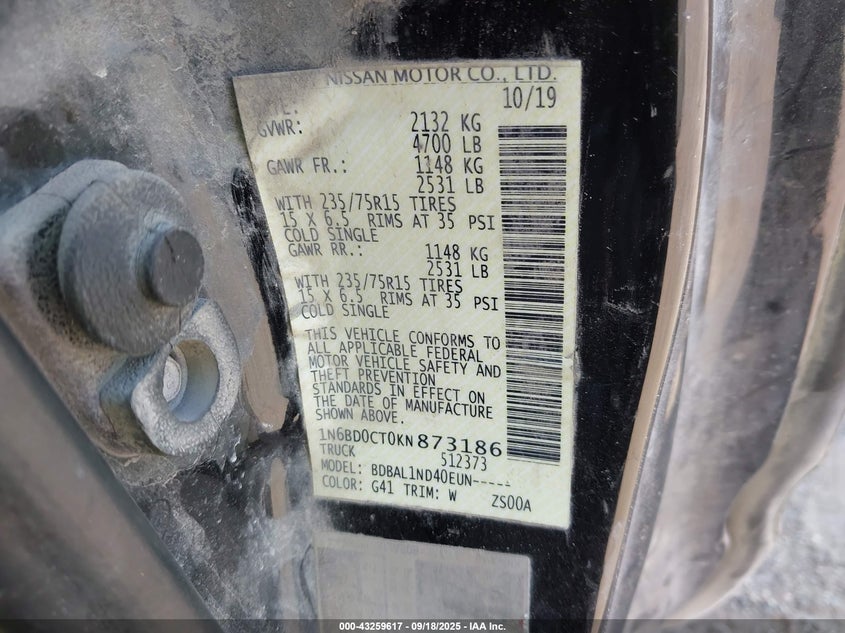 NISSAN MOTOR CO., LTD.
10/19
GVWR: 2132 KG
4700 LB
GAWR FR.: 1148 KG
2531 LB
WITH 235/75R15 TIRES
15 X 6.5 RIMS AT 35 PSI
COLD SINGLE
GAWR RR.: 1148 KG
2531 LB
WITH 235/75R15 TIRES
15 X 6.5 RIMS AT 35 PSI
COLD SINGLE
THIS VEHICLE CONFORMS TO
ALL APPLICABLE FEDERAL
MOTOR VEHICLE SAFETY AND
THEFT PREVENTION
STANDARDS IN EFFECT ON
THE DATE OF MANUFACTURE
SHOWN ABOVE.
1N6BD0CT0KN873186
TRUCK 512373
MODEL: BDBAL1ND40EUN-----
COLOR: G41 TRIM: W ZS00A
000-43259617 - 09/18/2025 - IAA Inc.